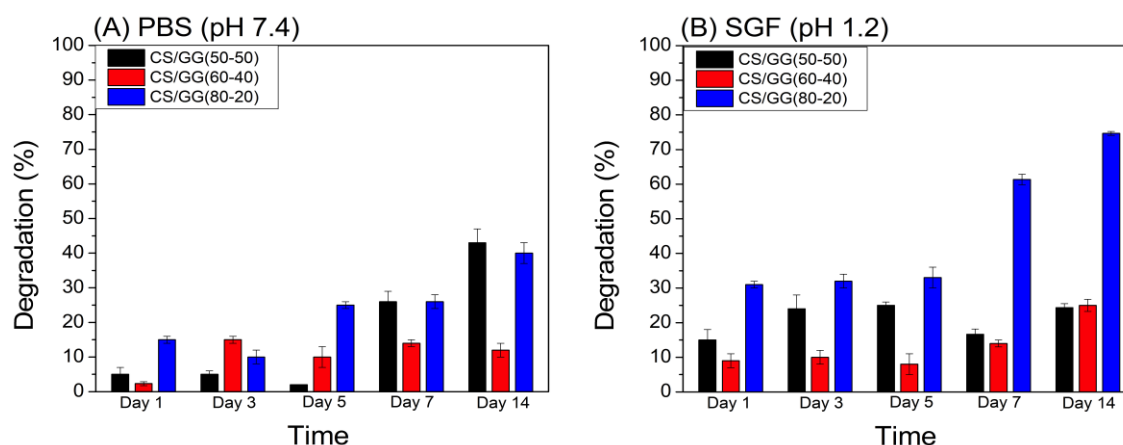 (A) PBS (pH 7.4)
100
90
80
70
60
50
40
30
20
10
0
Degradation (%)
CS/GG(50-50)
CS/GG(60-40)
CS/GG(80-20)
Day 1 Day 3 Day 5 Day 7 Day 14
Time
(B) SGF (pH 1.2)
100
90
80
70
60
50
40
30
20
10
0
Degradation (%)
CS/GG(50-50)
CS/GG(60-40)
CS/GG(80-20)
Day 1 Day 3 Day 5 Day 7 Day 14
Time